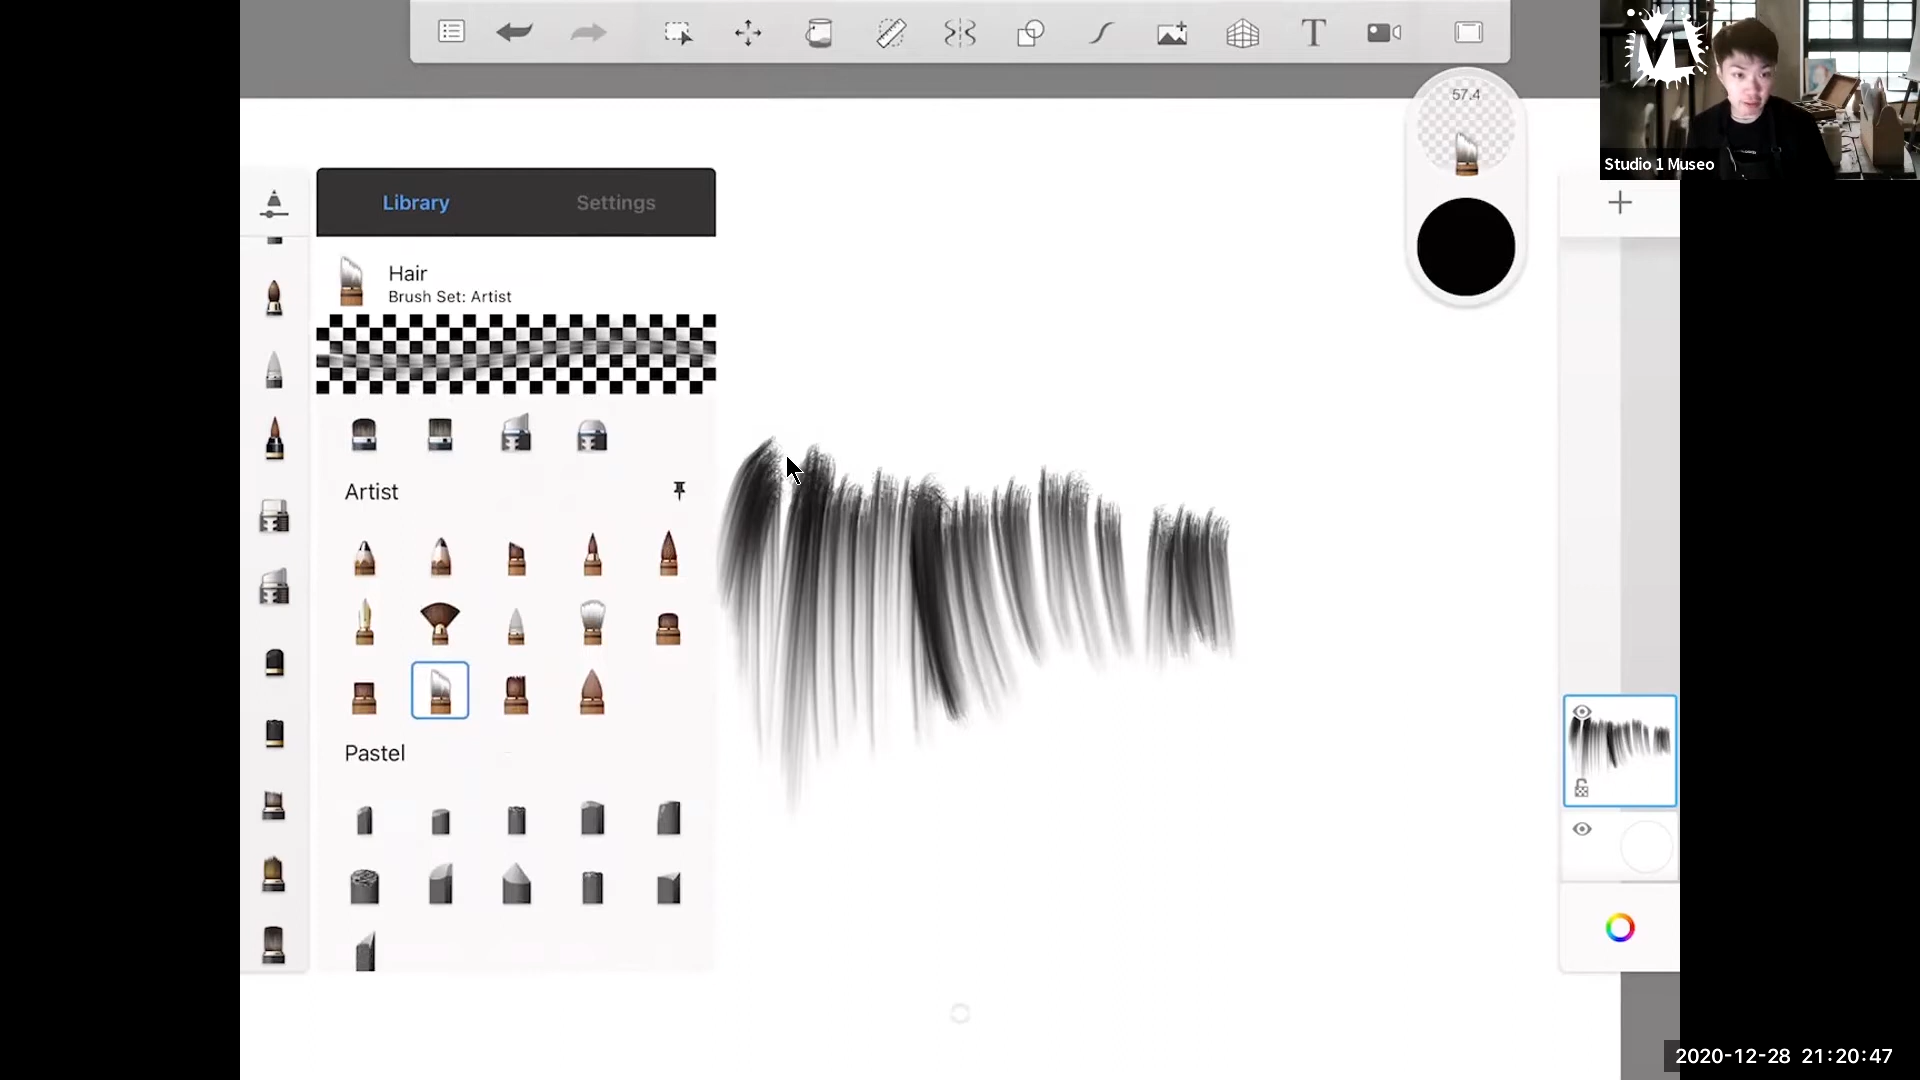 57.4
Studio 1 Museo
Library Settings
Hair
Brush Set: Artist
Artist
Pastel
2020-12-28 21:20:47